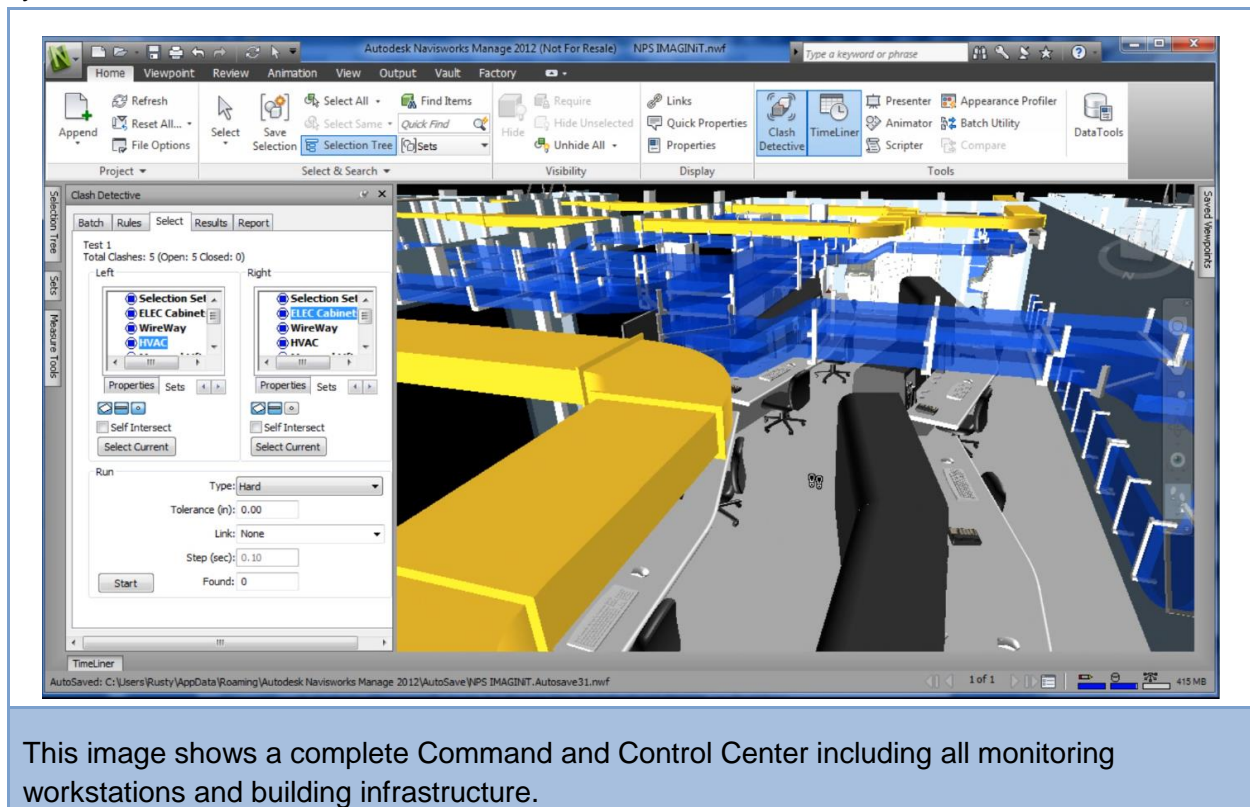 Autodesk Navisworks Manage 2012 (Not For Resale) NPS IMAGINiT.nwf Type a keyword or phrase
Home Viewpoint Review Animation View Output Vault Factory
Append
Refresh
Reset All...
File Options
Project
Select
Save Selection
Select All
Select Same
Selection Tree
Find Items
Quick Find
Sets
Select & Search
Hide
Require
Hide Unselected
Unhide All
Visibility
Links
Quick Properties
Properties
Display
Clash Detective
TimeLiner
Presenter
Animator
Scripter
Appearance Profiler
Batch Utility
Compare
Tools
DataTools
Selection Tree
Sets
Measure Tools
Clash Detective
Batch Rules Select Results Report
Test 1
Total Clashes: 5 (Open: 5 Closed: 0)
Left
Selection Set
ELEC Cabinet
WireWay
HVAC
Properties Sets
Self Intersect
Select Current
Right
Selection Set
ELEC Cabinet
WireWay
HVAC
Properties Sets
Self Intersect
Select Current
Run
Type: Hard
Tolerance (in): 0.00
Link: None
Step (sec): 0.10
Start Found: 0
Saved Viewpoints
TimeLiner
AutoSaved: C:\Users\Rusty\AppData\Roaming\Autodesk Navisworks Manage 2012\AutoSave\NPS IMAGINiT.Autosave31.nwf 1 of 1 415 MB
This image shows a complete Command and Control Center including all monitoring
workstations and building infrastructure.